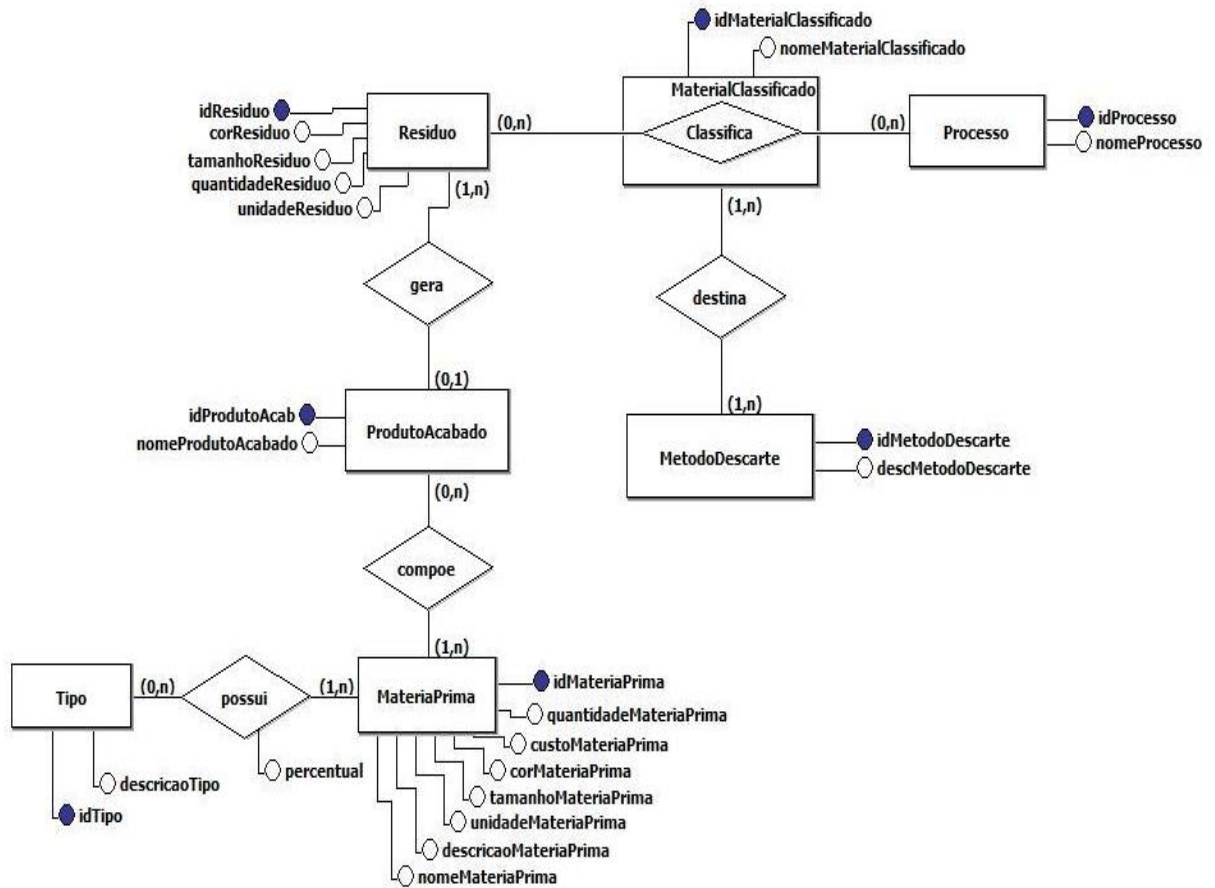 idMaterialClassificado
nomeMaterialClassificado
MaterialClassificado
idResiduo
corResiduo
tamanhoResiduo
quantidadeResiduo
unidadeResiduo
Residuo
(0,n)
Classifica
(0,n)
Processo
idProcesso
nomeProcesso
(1,n)
(1,n)
gera
destina
(0,1)
(1,n)
idProdutoAcab
nomeProdutoAcabado
ProdutoAcabado
MetodoDescarte
idMetodoDescarte
descMetodoDescarte
(0,n)
compoe
(1,n)
Tipo
(0,n)
possui
(1,n)
MateriaPrima
idMateriaPrima
quantidadeMateriaPrima
custoMateriaPrima
corMateriaPrima
tamanhoMateriaPrima
unidadeMateriaPrima
descricaoMateriaPrima
nomeMateriaPrima
percentual
descricaoTipo
idTipo